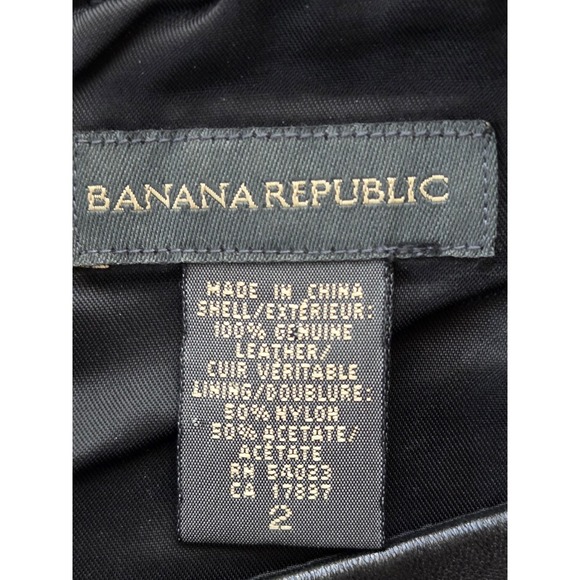 BANANA REPUBLIC
MADE IN CHINA
SHELL/EXTÉRIEUR:
100% GENUINE
LEATHER/
CUIR VÉRITABLE
LINING/DOUBLURE:
50% NYLON
50% ACETATE/
ACÉTATE
RN 54023
CA 17897
2